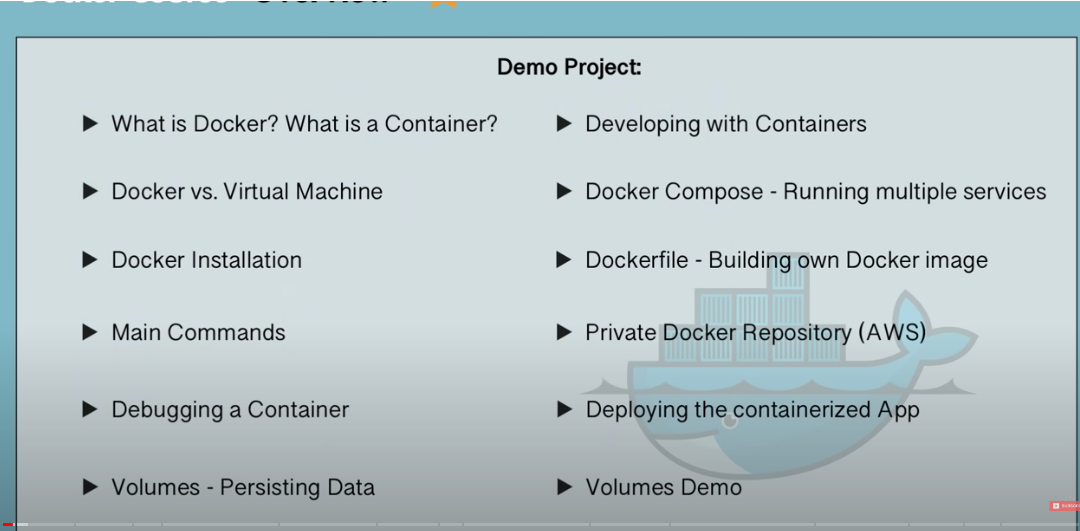 Demo Project:
What is Docker? What is a Container?
Docker vs. Virtual Machine
Docker Installation
Main Commands
Debugging a Container
Volumes - Persisting Data
Developing with Containers
Docker Compose - Running multiple services
Dockerfile - Building own Docker image
Private Docker Repository (AWS)
Deploying the containerized App
Volumes Demo